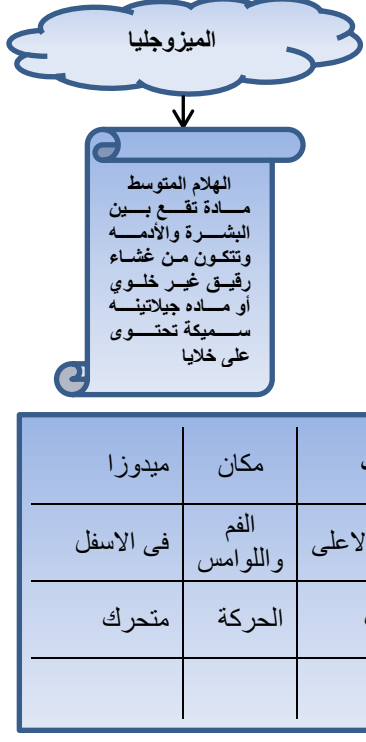 الميزوجليا
الهلام المتوسط
مادة تقع بين
البشرة والأدمه
وتتكون من غشاء
رقيق غير خلوي
أو ماده جيلاتينه
سميكة تحتوى
على خلايا
مكان ميدوزا
الفم
واللوامس
فى الاسفل
الحركة متحرك